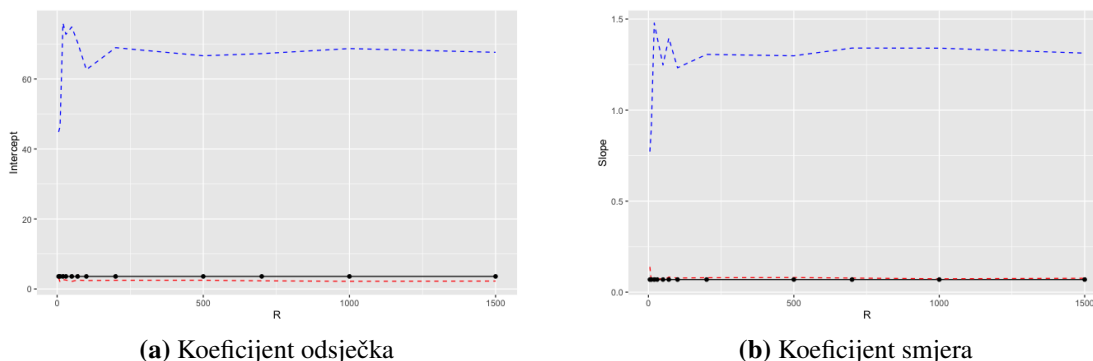 60
40
20
0
Intercept
0
500
1000
1500
R
(a) Koeficijent odsječka
1.5
1.0
0.5
0.0
Slope
0
500
1000
1500
R
(b) Koeficijent smjera